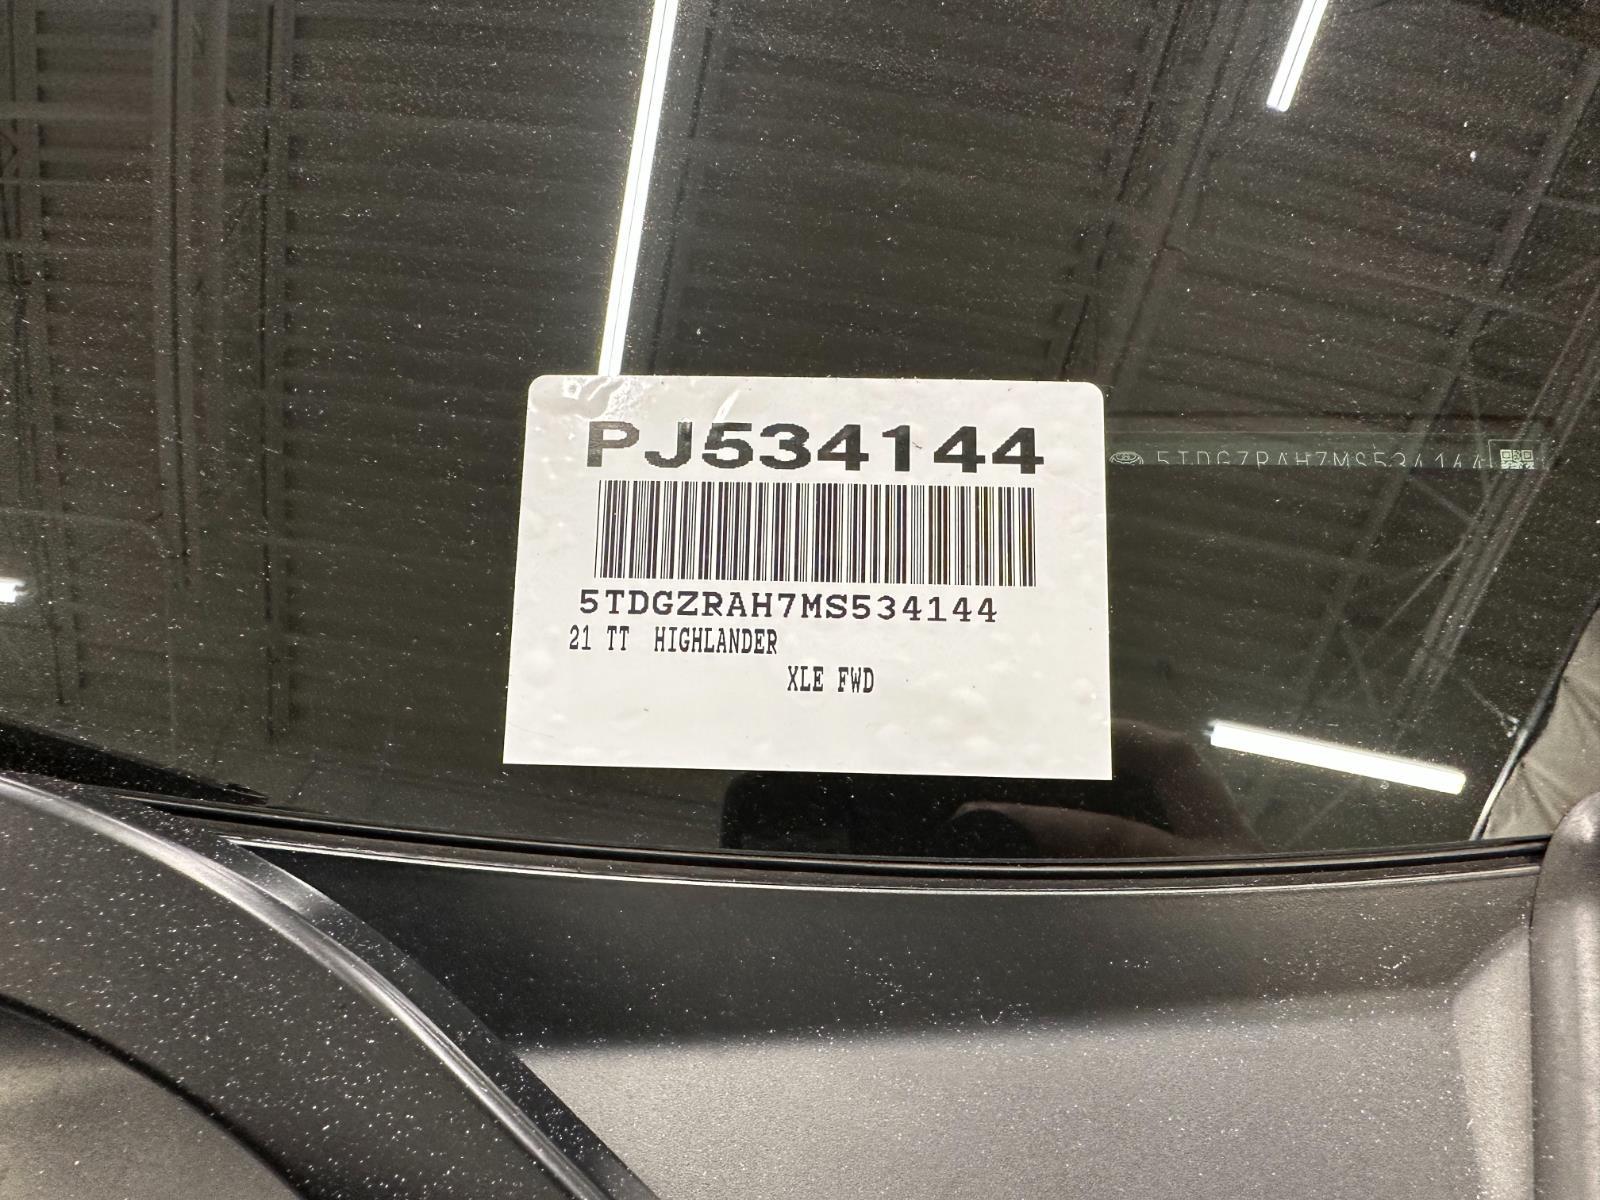 PJ534144
5TDGZRAH7MS534144
5TDGZRAH7MS534144
21 TT HIGHLANDER
XLE FWD